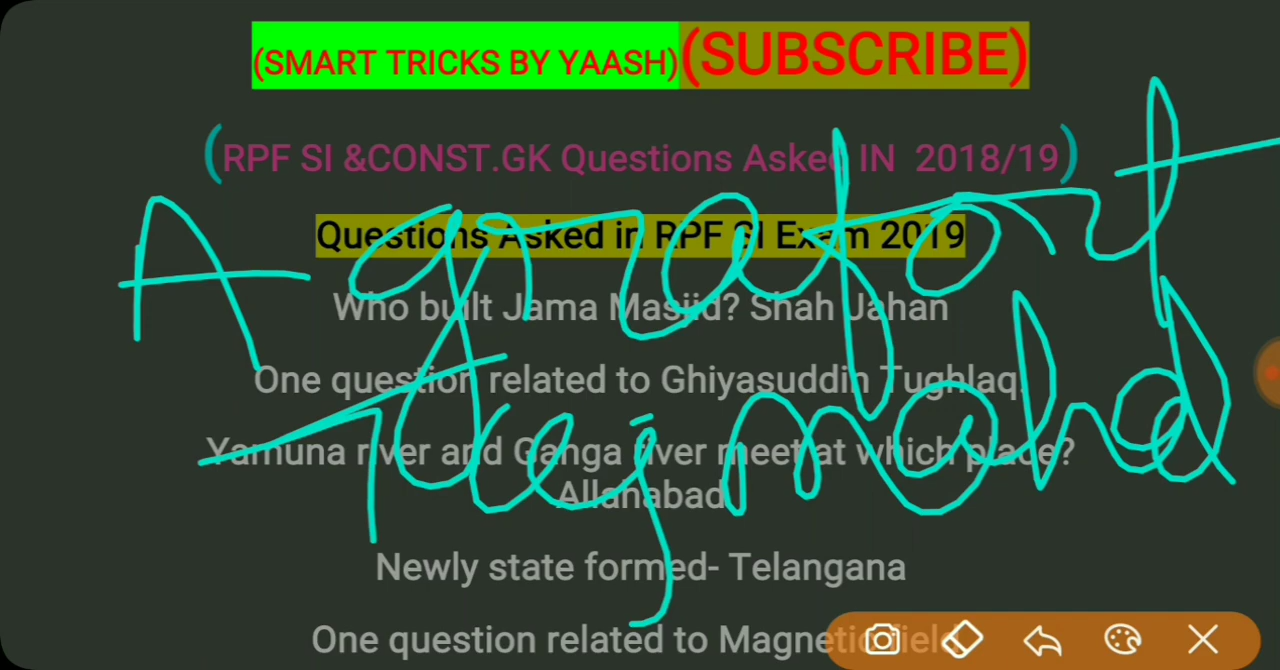 (SMART TRICKS BY YAASH)(SUBSCRIBE)
(RPF SI &CONST.GK Questions Asked IN 2018/19)
Questions Asked in RPF SI Exam 2019
Agrafort
Who built Jama Masjid? Shah Jahan
One question related to Ghiyasuddin Tughlaq.
Tejmahal
Yamuna river and Ganga river meet at which place?
Allahabad
Newly state formed- Telangana
One question related to Magnetic field